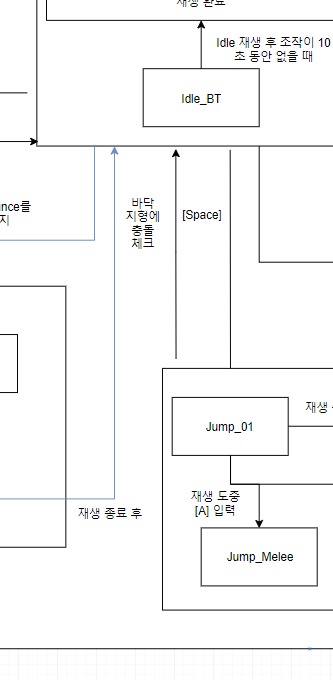 재생 완료
Idle 재생 후 조작이 10
초 동안 없을 때
Idle_BT
nce를
지
바닥
지형에
충돌
체크
[Space]
Jump_01
재생
재생 도중
[A] 입력
재생 종료 후
Jump_Melee